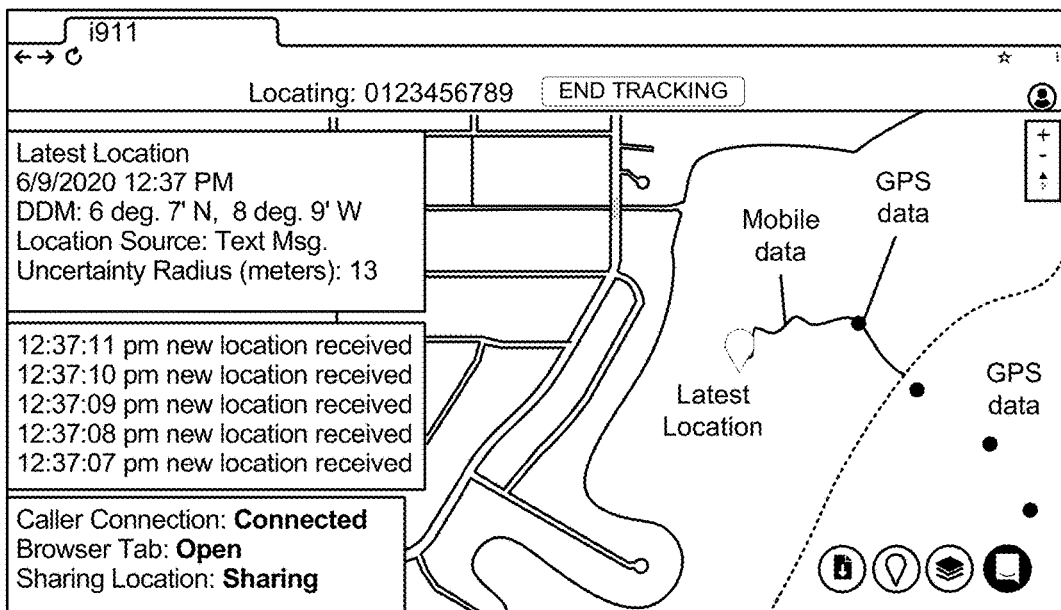 i911
Locating: 0123456789 END TRACKING
Latest Location
6/9/2020 12:37 PM
DDM: 6 deg. 7' N, 8 deg. 9' W
Location Source: Text Msg.
Uncertainty Radius (meters): 13
12:37:11 pm new location received
12:37:10 pm new location received
12:37:09 pm new location received
12:37:08 pm new location received
12:37:07 pm new location received
Caller Connection: Connected
Browser Tab: Open
Sharing Location: Sharing
GPS
data
Mobile
data
Latest
Location
GPS
data
+
-